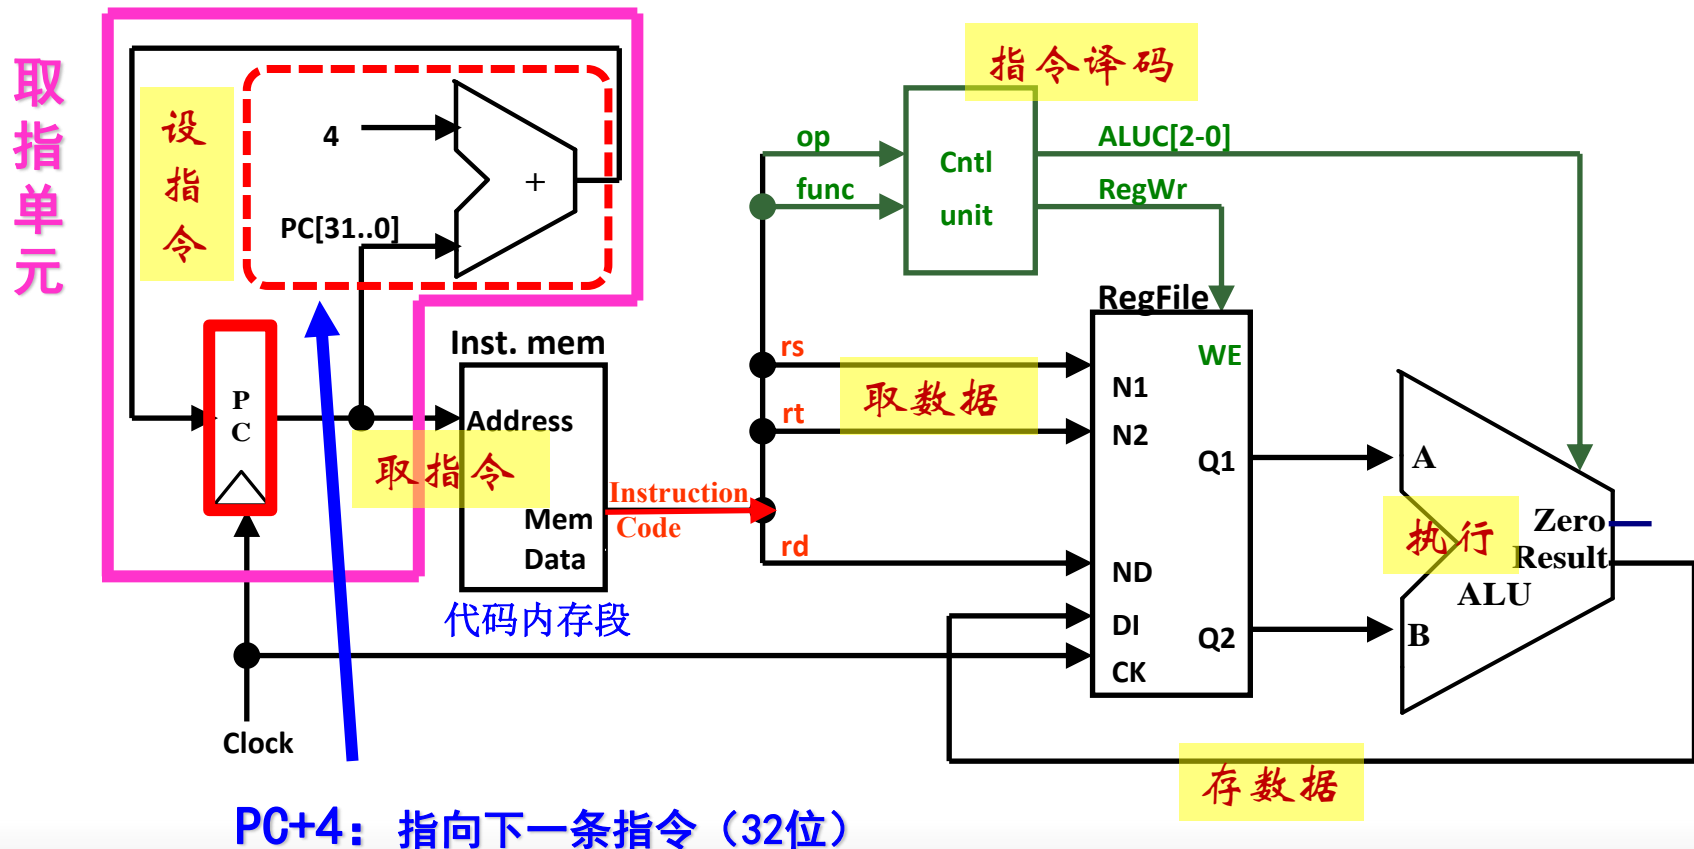 取指单元
设指令
4
+
PC[31..0]
PC
Inst. mem
Address
取指令
Mem
Data
Instruction
Code
代码内存段
Clock
PC+4：指向下一条指令（32位）
指令译码
op
func
Cntl
unit
ALUC[2-0]
RegWr
RegFile
WE
rs
rt
rd
取数据
N1
N2
ND
DI
CK
Q1
Q2
A
B
执行
Zero
Result
ALU
存数据